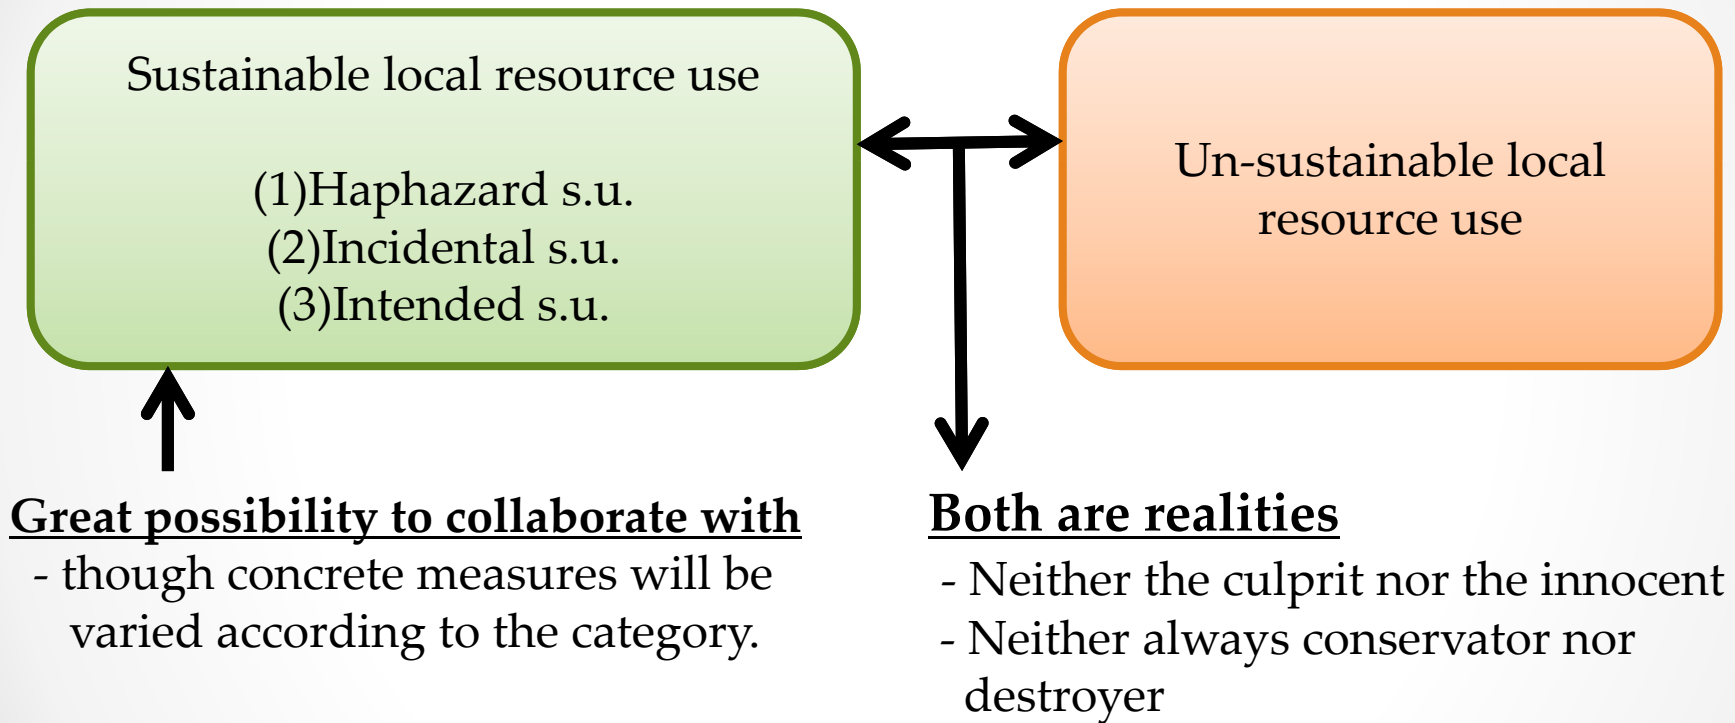 Sustainable local resource use
(1)Haphazard s.u.
(2)Incidental s.u.
(3)Intended s.u.
Un-sustainable local
resource use
Great possibility to collaborate with
- though concrete measures will be
varied according to the category.
Both are realities
- Neither the culprit nor the innocent
- Neither always conservator nor
destroyer